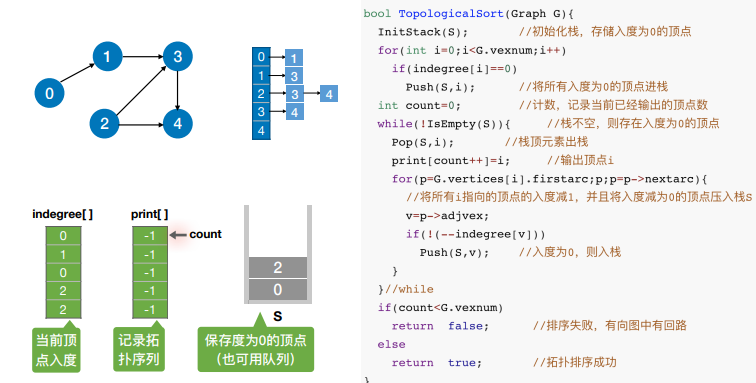 0
1
3
2
4
0 1
1 3
2 3 4
3 4
4
indegree[ ]
0
1
0
2
2
当前顶
点入度
print[ ]
-1
-1
-1
-1
-1
count
记录拓
扑序列
2
0
S
保存度为0的顶点
（也可用队列）
bool TopologicalSort(Graph G){
InitStack(S); //初始化栈，存储入度为0的顶点
for(int i=0;i<G.vexnum;i++)
if(indegree[i]==0)
Push(S,i); //将所有入度为0的顶点进栈
int count=0; //计数，记录当前已经输出的顶点数
while(!IsEmpty(S)){ //栈不空，则存在入度为0的顶点
Pop(S,i); //栈顶元素出栈
print[count++]=i; //输出顶点i
for(p=G.vertices[i].firstarc;p;p=p->nextarc){
//将所有i指向的顶点的入度减1，并且将入度减为0的顶点压入栈S
v=p->adjvex;
if(!(--indegree[v]))
Push(S,v); //入度为0，则入栈
}
}//while
if(count<G.vexnum)
return false; //排序失败，有向图中有回路
else
return true; //拓扑排序成功
}